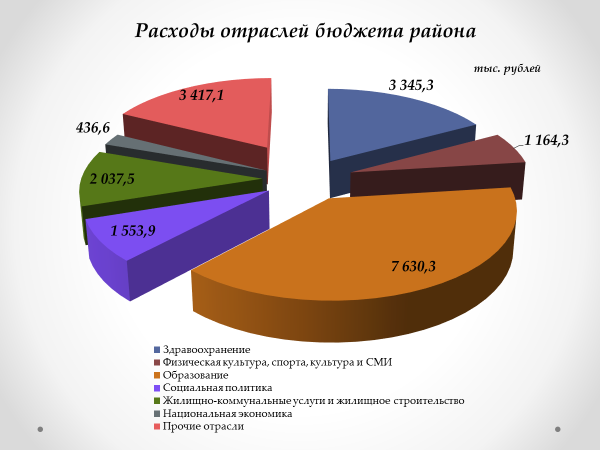 Расходы отраслей бюджета района
тыс. рублей
3 417,1
3 345,3
436,6
1 164,3
2 037,5
1 553,9
7 630,3
Здравоохранение
Физическая культура, спорта, культура и СМИ
Образование
Социальная политика
Жилищно-коммунальные услуги и жилищное строительство
Национальная экономика
Прочие отрасли